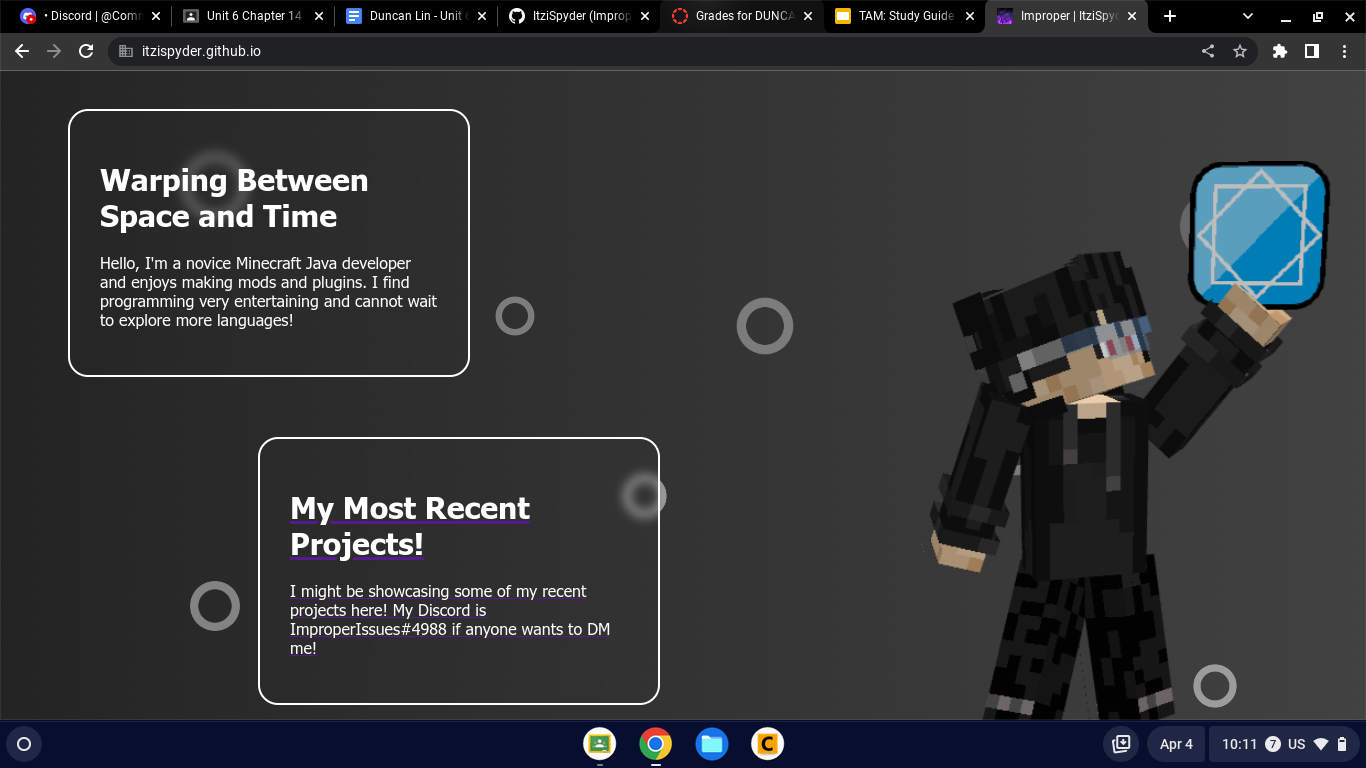 • Discord | @Com
Unit 6 Chapter 14
Duncan Lin - Unit 6
ItziSpyder (Improp
Grades for DUNCA
TAM: Study Guide
Improper | ItziSpy
itzispyder.github.io
Warping Between
Space and Time
Hello, I'm a novice Minecraft Java developer
and enjoys making mods and plugins. I find
programming very entertaining and cannot wait
to explore more languages!
My Most Recent
Projects!
I might be showcasing some of my recent
projects here! My Discord is
ImproperIssues#4988 if anyone wants to DM
me!
C
Apr 4
10:11 7 US